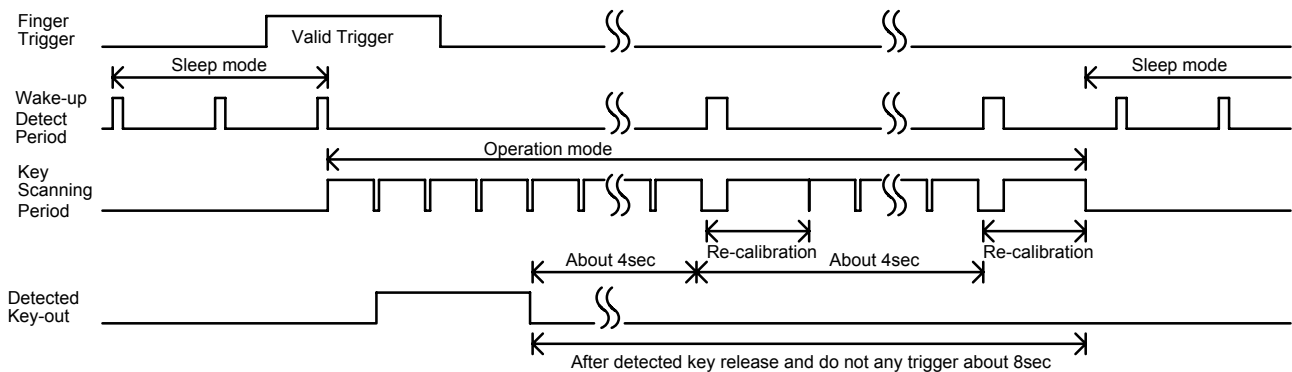 Finger
Trigger
Valid Trigger
Sleep mode
Sleep mode
Wake-up
Detect
Period
Operation mode
Key
Scanning
Period
Re-calibration
Re-calibration
About 4sec
About 4sec
Detected
Key-out
After detected key release and do not any trigger about 8sec